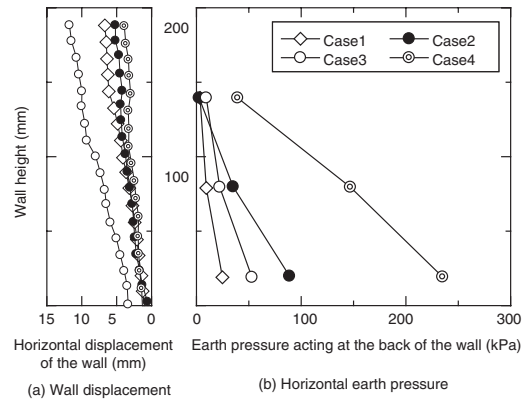 200
100
Wall height (mm)
Case1
Case2
Case3
Case4
15 10 5 0
0 100 200 300
Horizontal displacement
of the wall (mm)
Earth pressure acting at the back of the wall (kPa)
(a) Wall displacement
(b) Horizontal earth pressure